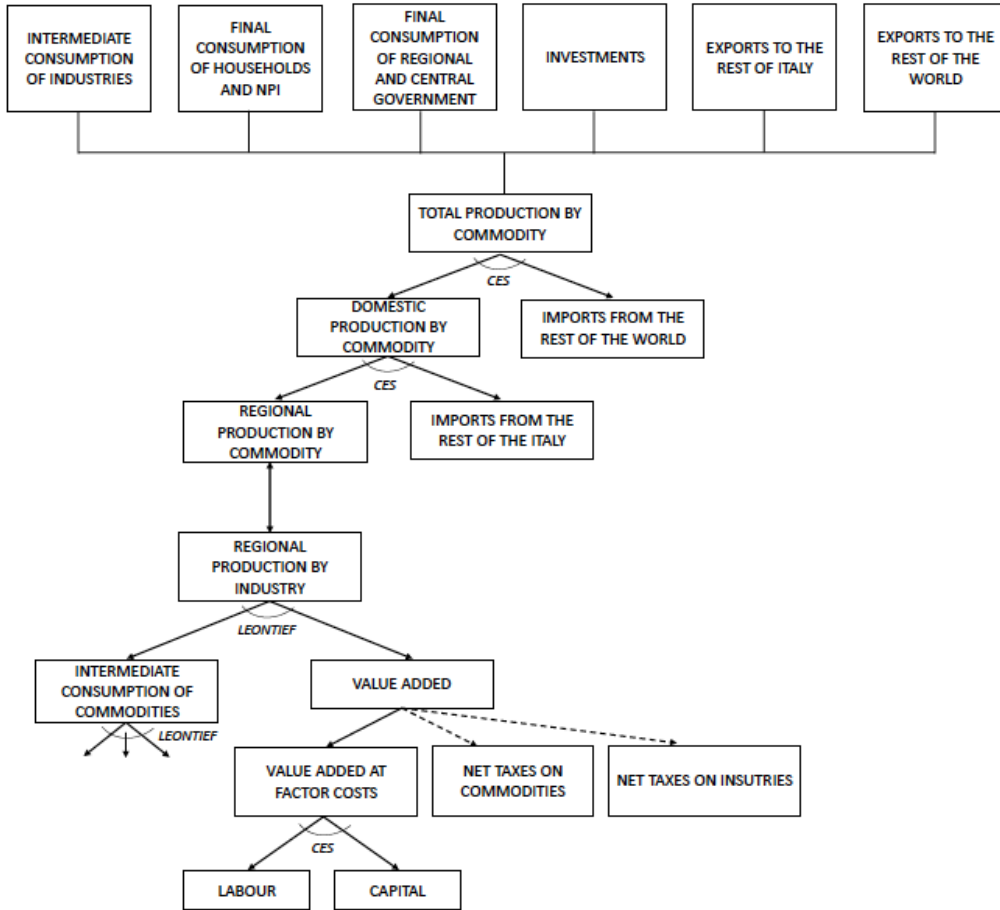 INTERMEDIATE
CONSUMPTION
OF INDUSTRIES
FINAL
CONSUMPTION
OF HOUSEHOLDS
AND NPI
FINAL
CONSUMPTION
OF REGIONAL
AND CENTRAL
GOVERNMENT
INVESTMENTS
EXPORTS TO THE
REST OF ITALY
EXPORTS TO THE
REST OF THE
WORLD
TOTAL PRODUCTION BY
COMMODITY
CES
DOMESTIC
PRODUCTION BY
COMMODITY
IMPORTS FROM THE
REST OF THE WORLD
CES
REGIONAL
PRODUCTION BY
COMMODITY
IMPORTS FROM THE
REST OF THE ITALY
REGIONAL
PRODUCTION BY
INDUSTRY
LEONTIEF
INTERMEDIATE
CONSUMPTION OF
COMMODITIES
VALUE ADDED
LEONTIEF
VALUE ADDED AT
FACTOR COSTS
NET TAXES ON
COMMODITIES
NET TAXES ON INSUTRIES
CES
LABOUR
CAPITAL